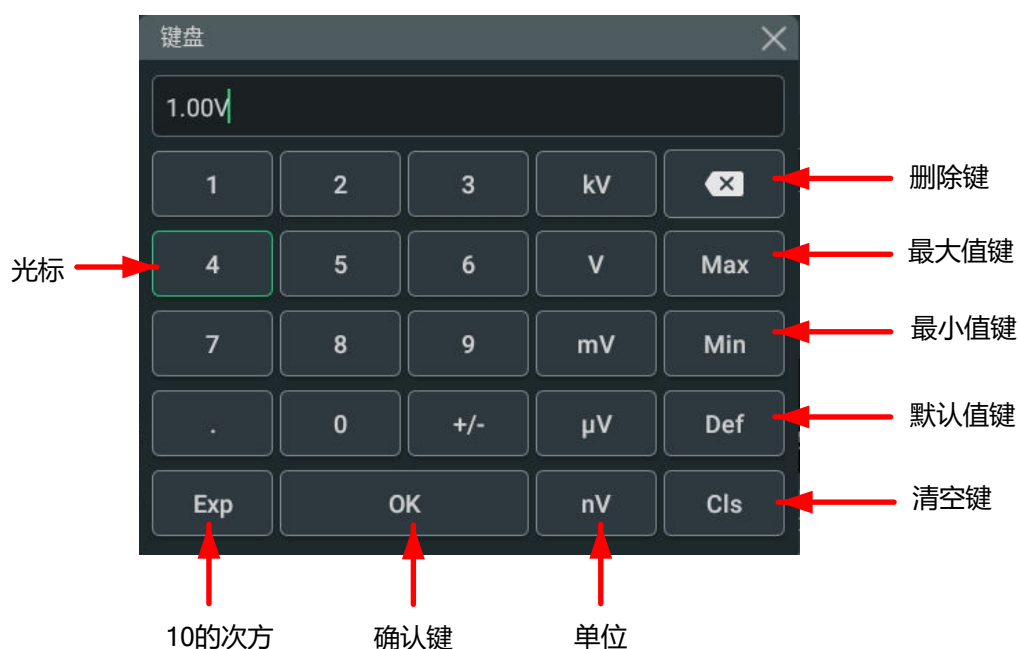 键盘
1.00V
1 2 3 kV 删除键
光标 4 5 6 V Max 最大值键
7 8 9 mV Min 最小值键
. 0 +/- µV Def 默认值键
Exp OK nV Cls 清空键
10的次方 确认键 单位